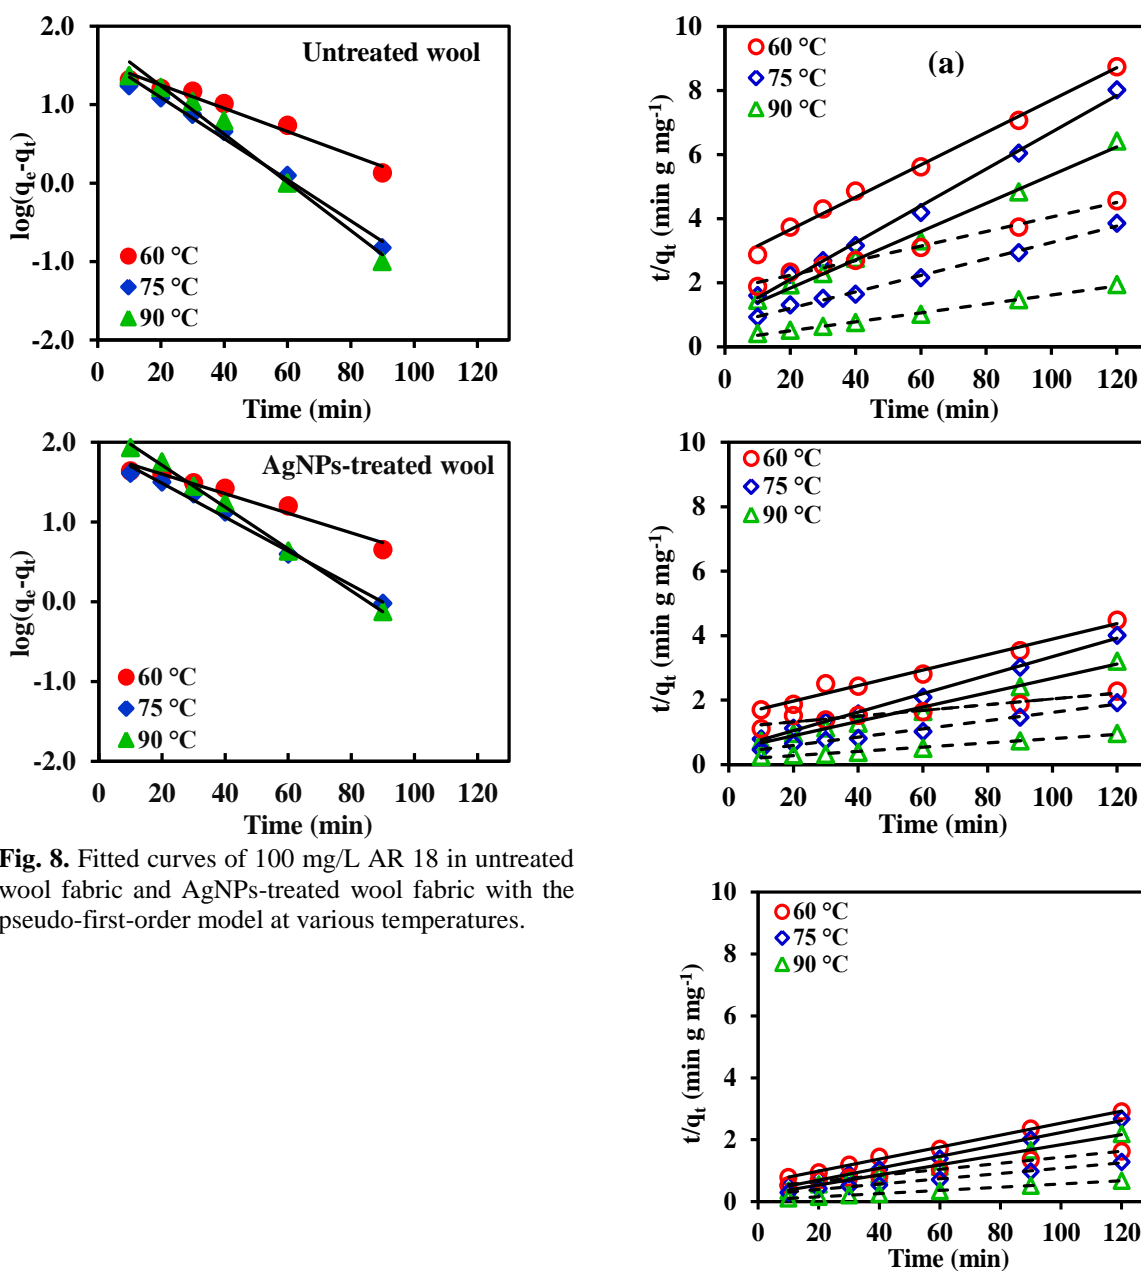 2.0
1.0
0.0
-1.0
-2.0
log(qe-qt)
Untreated wool
60 °C
75 °C
90 °C
0 20 40 60 80 100 120
Time (min)
2.0
1.0
0.0
-1.0
-2.0
log(qe-qt)
AgNPs-treated wool
60 °C
75 °C
90 °C
0 20 40 60 80 100 120
Time (min)
Fig. 8. Fitted curves of 100 mg/L AR 18 in untreated
wool fabric and AgNPs-treated wool fabric with the
pseudo-first-order model at various temperatures.
10
8
6
4
2
0
t/qt (min g mg-1)
60 °C
75 °C
90 °C
(a)
0 20 40 60 80 100 120
Time (min)
10
8
6
4
2
0
t/qt (min g mg-1)
60 °C
75 °C
90 °C
0 20 40 60 80 100 120
Time (min)
10
8
6
4
2
0
t/qt (min g mg-1)
60 °C
75 °C
90 °C
0 20 40 60 80 100 120
Time (min)